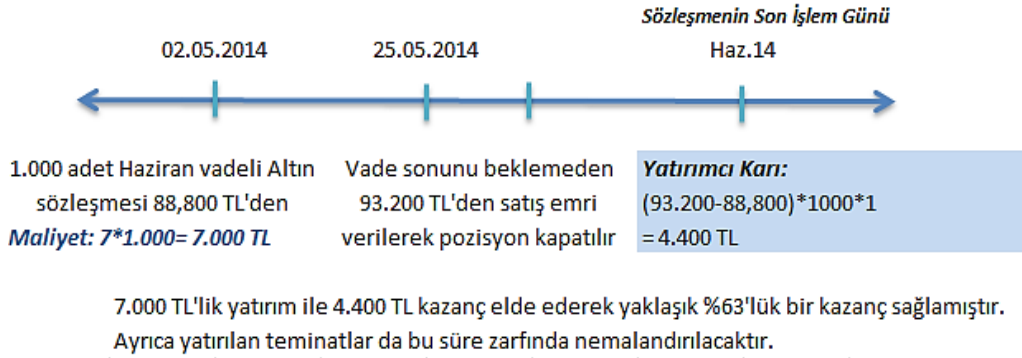 Sözleşmenin Son İşlem Günü
02.05.2014 25.05.2014 Haz.14
1.000 adet Haziran vadeli Altın
sözleşmesi 88,800 TL'den
Maliyet: 7*1.000= 7.000 TL
Vade sonunu beklemeden
93.200 TL'den satış emri
verilerek pozisyon kapatılır
Yatırımcı Karı:
(93.200-88,800)*1000*1
= 4.400 TL
7.000 TL'lik yatırım ile 4.400 TL kazanç elde ederek yaklaşık %63'lük bir kazanç sağlamıştır.
Ayrıca yatırılan teminatlar da bu süre zarfında nemalandırılacaktır.